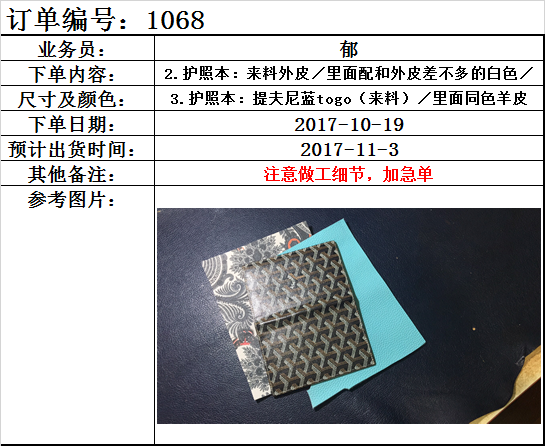 订单编号：1068
业务员： 郁
下单内容： 2.护照本：来料外皮／里面配和外皮差不多的白色／
尺寸及颜色： 3.护照本：提夫尼蓝togo（来料）／里面同色羊皮
下单日期： 2017-10-19
预计出货时间： 2017-11-3
其他备注： 注意做工细节，加急单
参考图片：